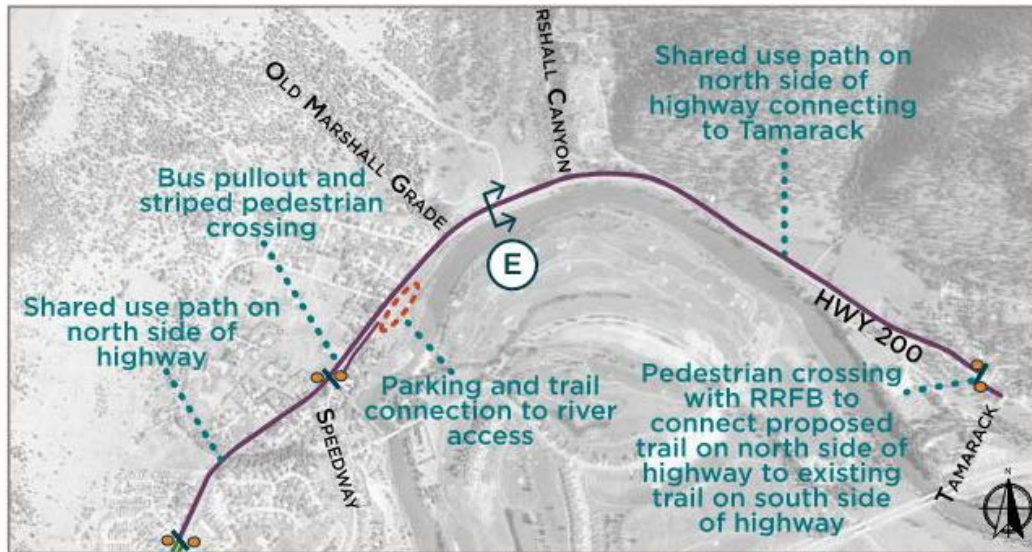 OLD MARSHALL GRADE
RSHALL CANYON
Shared use path on
north side of
highway connecting
to Tamarack
Bus pullout and
striped pedestrian
crossing
E
Shared use path on
north side of
highway
HWY 200
Parking and trail
connection to river
access
SPEEDWAY
Pedestrian crossing
with RRFB to
connect proposed
trail on north side of
highway to existing
trail on south side
of highway
TAMARACK
N